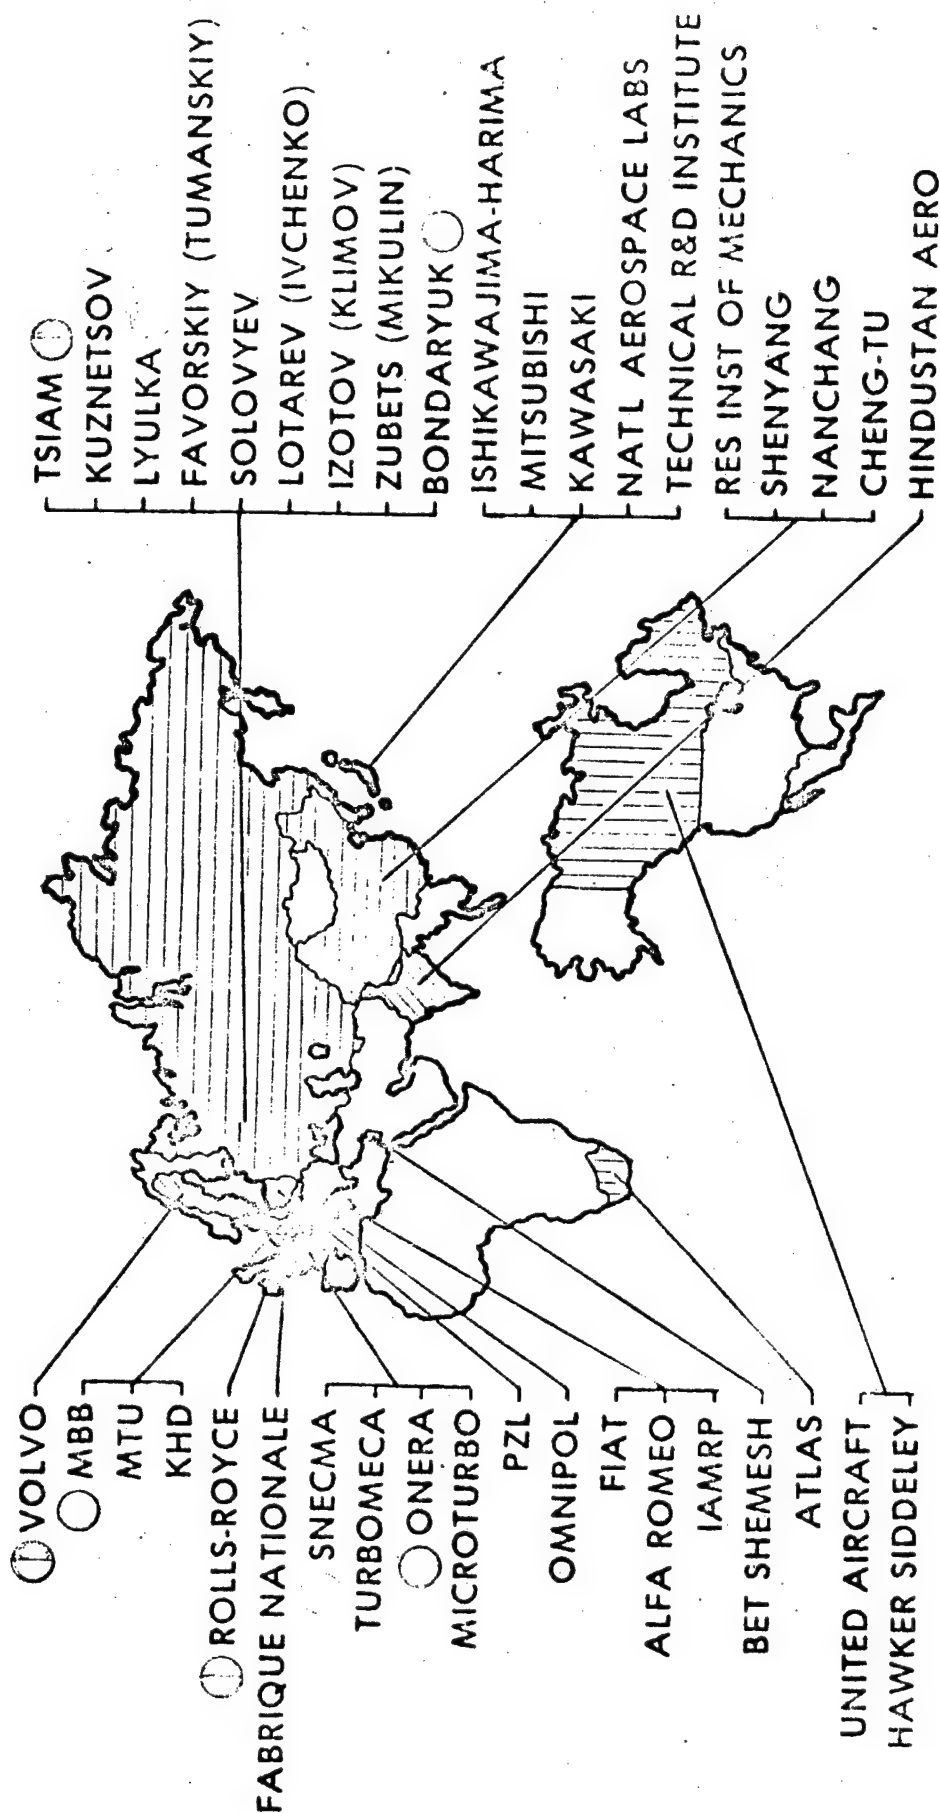 VOLVO
MBB
MTU
KHD
ROLLS-ROYCE
FABRIQUE NATIONALE
SNECMA
TURBOMECA
ONERA
MICROTURBO
PZL
OMNIPOL
FIAT
ALFA ROMEO
IAMRP
BET SHEMESH
ATLAS
UNITED AIRCRAFT
HAWKER SIDDELEY
TSIAM
KUZNETSOV
LYULKA
FAVORSKIY (TUMANSKIY)
SOLOVYEV
LOTAREV (IVCHENKO)
IZOTOV (KLIMOV)
ZUBETS (MIKULIN)
BONDARYUK
ISHIKAWAJIMA-HARIMA
MITSUBISHI
KAWASAKI
NATL AEROSPACE LABS
TECHNICAL R&D INSTITUTE
RES INST OF MECHANICS
SHENYANG
NANCHANG
CHENG-TU
HINDUSTAN AERO